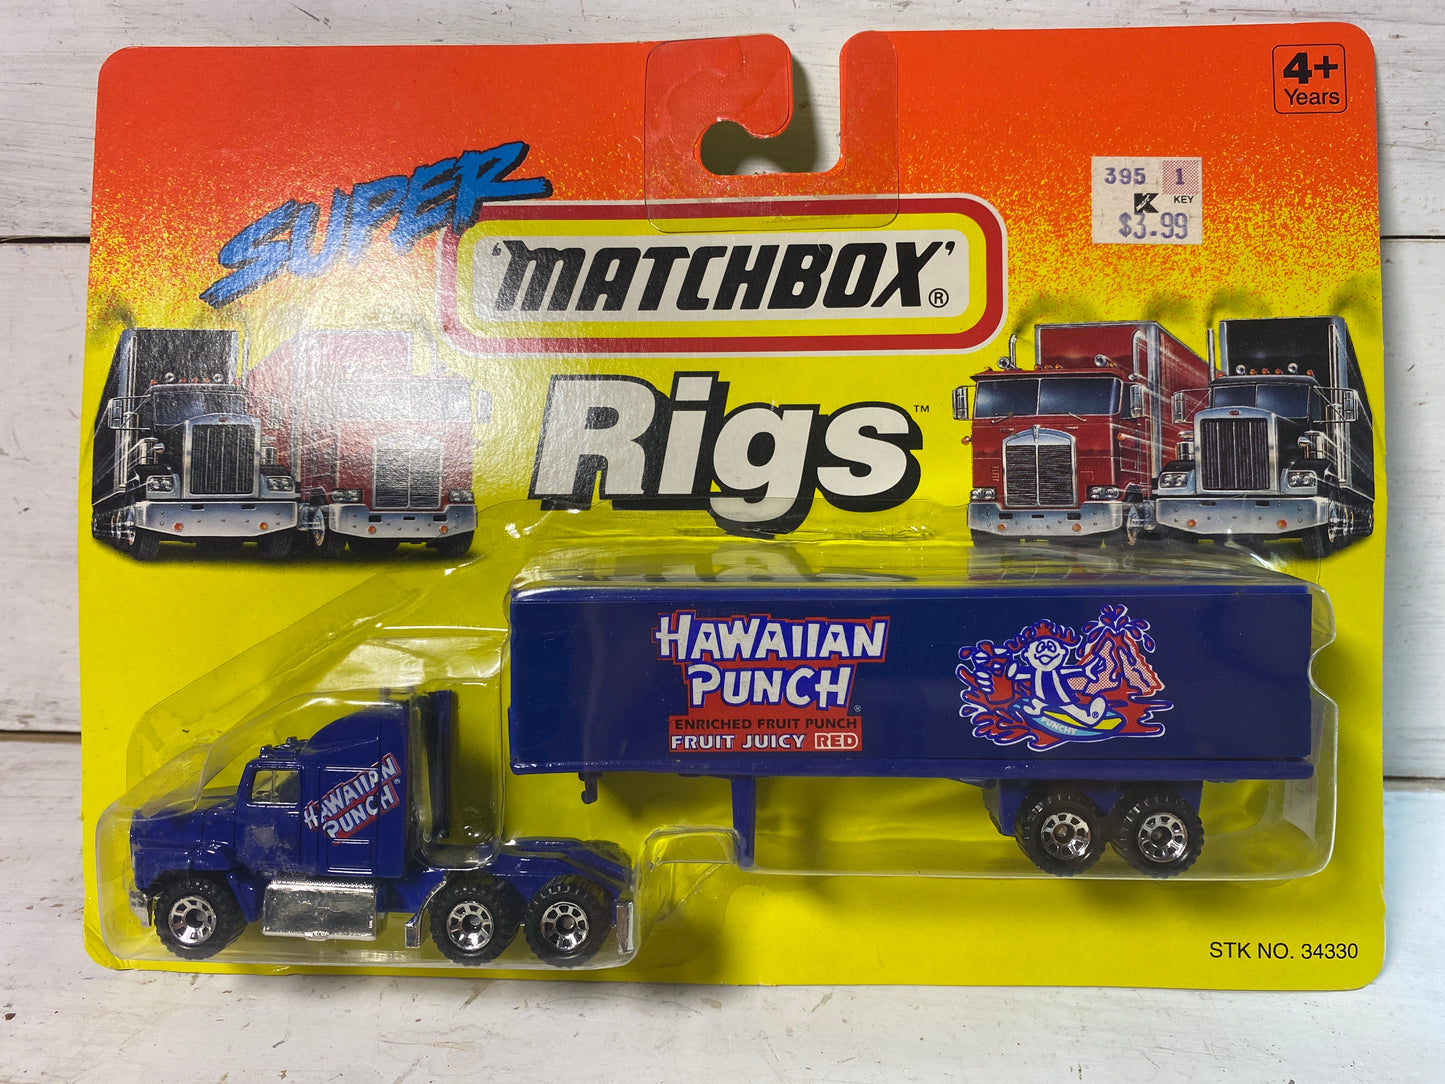 4+
Years
395 1
K KEY
$3.99
SUPER
'MATCHBOX'®
Rigs™
HAWAIIAN
PUNCH®
ENRICHED FRUIT PUNCH
FRUIT JUICY RED
PUNCHY
®
HAWAIIAN
PUNCH®
STK NO. 34330